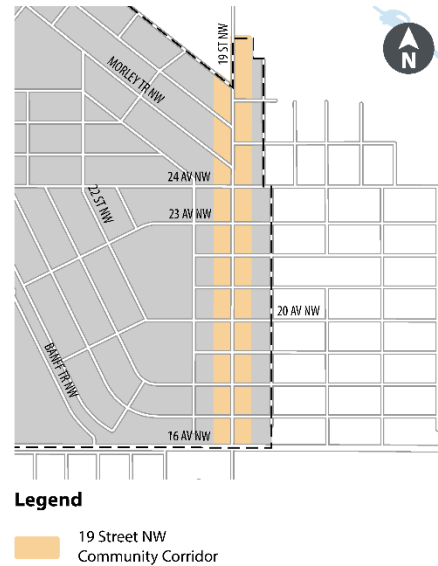 19 ST NW
N
MORLEY TR NW
24 AV NW
22 ST NW
23 AV NW
20 AV NW
BANFF TR NW
16 AV NW
Legend
19 Street NW
Community Corridor